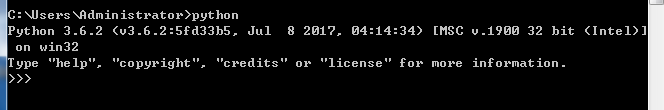 C:\Users\Administrator>python
Python 3.6.2 (v3.6.2:5fd33b5, Jul  8 2017, 04:14:34) [MSC v.1900 32 bit (Intel)]
 on win32
Type "help", "copyright", "credits" or "license" for more information.
>>>